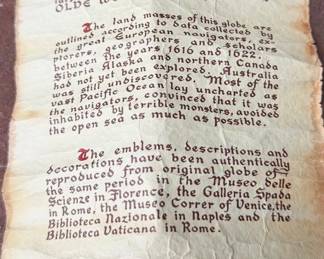 OLDE
The land masses of this globe are
outlined according to data collected by
the great European navigators, ex-
ptorers, geographers and scholars
between the years 1616 and 1622.
Siberia Alaska and northern Canada
had not yet been explored. Australia
was still undiscovered. Most of the
vast Pacific Ocean lay uncharted as
the navigators, convinced that it was
inhabited by terrible monsters, avoided
the open sea as much as possible.
The emblems, descriptions and
decorations have been authentically
reproduced from original globe of
the same period in the Museo delle
Scienze in Florence, the Galleria Spada
in Rome, the Museo Correr of Venice, the
Biblioteca Nazionale in Naples and the
Biblioteca Vaticana in Rome.